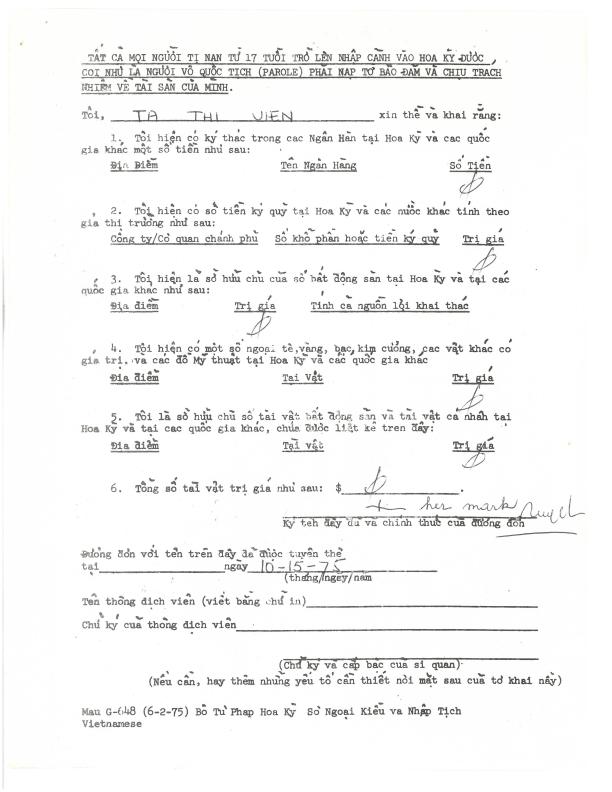 TẤT CẢ MỌI NGƯỜI TỊ NẠN TỪ 17 TUỔI TRỞ LÊN NHẬP CẢNH VÀO HOA KỲ ĐƯỢC
COI NHƯ LÀ NGƯỜI VÔ QUỐC TỊCH (PAROLE) PHẢI NẠP TỜ BẢO ĐẢM VÀ CHỊU TRÁCH
NHIỆM VỀ TÀI SẢN CỦA MÌNH.
Tôi, TA THI VIEN xin thề và khai rằng:
1. Tôi hiện có ký thác trong các Ngân Hàn tại Hoa Kỳ và các quốc
gia khác một số tiền như sau:
Địa Điểm Tên Ngân Hàng Số Tiền
2. Tôi hiện có số tiền ký quỹ tại Hoa Kỳ và các nước khác tính theo
gía thị trường như sau:
Công ty/Cơ quan chánh phủ Số khổ phần hoặc tiền ký quỹ Trị giá
3. Tôi hiện là sở hữu chủ của số bất động sản tại Hoa Kỳ và tại các
quốc gia khác như sau:
Địa điểm Trị gía Tính cả nguồn lợi khai thác
4. Tôi hiện có một số ngoại tệ,vàng, bạc,kim cương, các vật khác có
gía trị. và các đồ Mỹ thuật tại Hoa Kỳ và các quốc gia khác
Địa điểm Tài Vật Trị gía
5. Tôi là sở hữu chủ số tài vật bất động sản và tài vật cá nhân tại
Hoa Kỳ và tại các quốc gia khác, chưa được liệt kê trên đây:
Địa điểm Tài vật Trị gía
6. Tổng số tài vật trị giá như sau: $
+ her mark
Ký teh đầy đủ và chính thức của đương đơn
Đương đơn với tên trên đây đã được tuyên thệ
tại ngày 10-15-75
(tháng/ngày/năm
Tên thông dịch viên (viết bằng chữ in)
Chữ ký của thông dịch viên
(Chữ ký và cấp bậc của sĩ quan)
(Nếu cần, hãy thêm những yếu tố cần thiết nơi mặt sau của tờ khai nầy)
Mau G-648 (6-2-75) Bộ Tư Pháp Hoa Kỳ Sở Ngoại Kiều và Nhập Tịch
Vietnamese